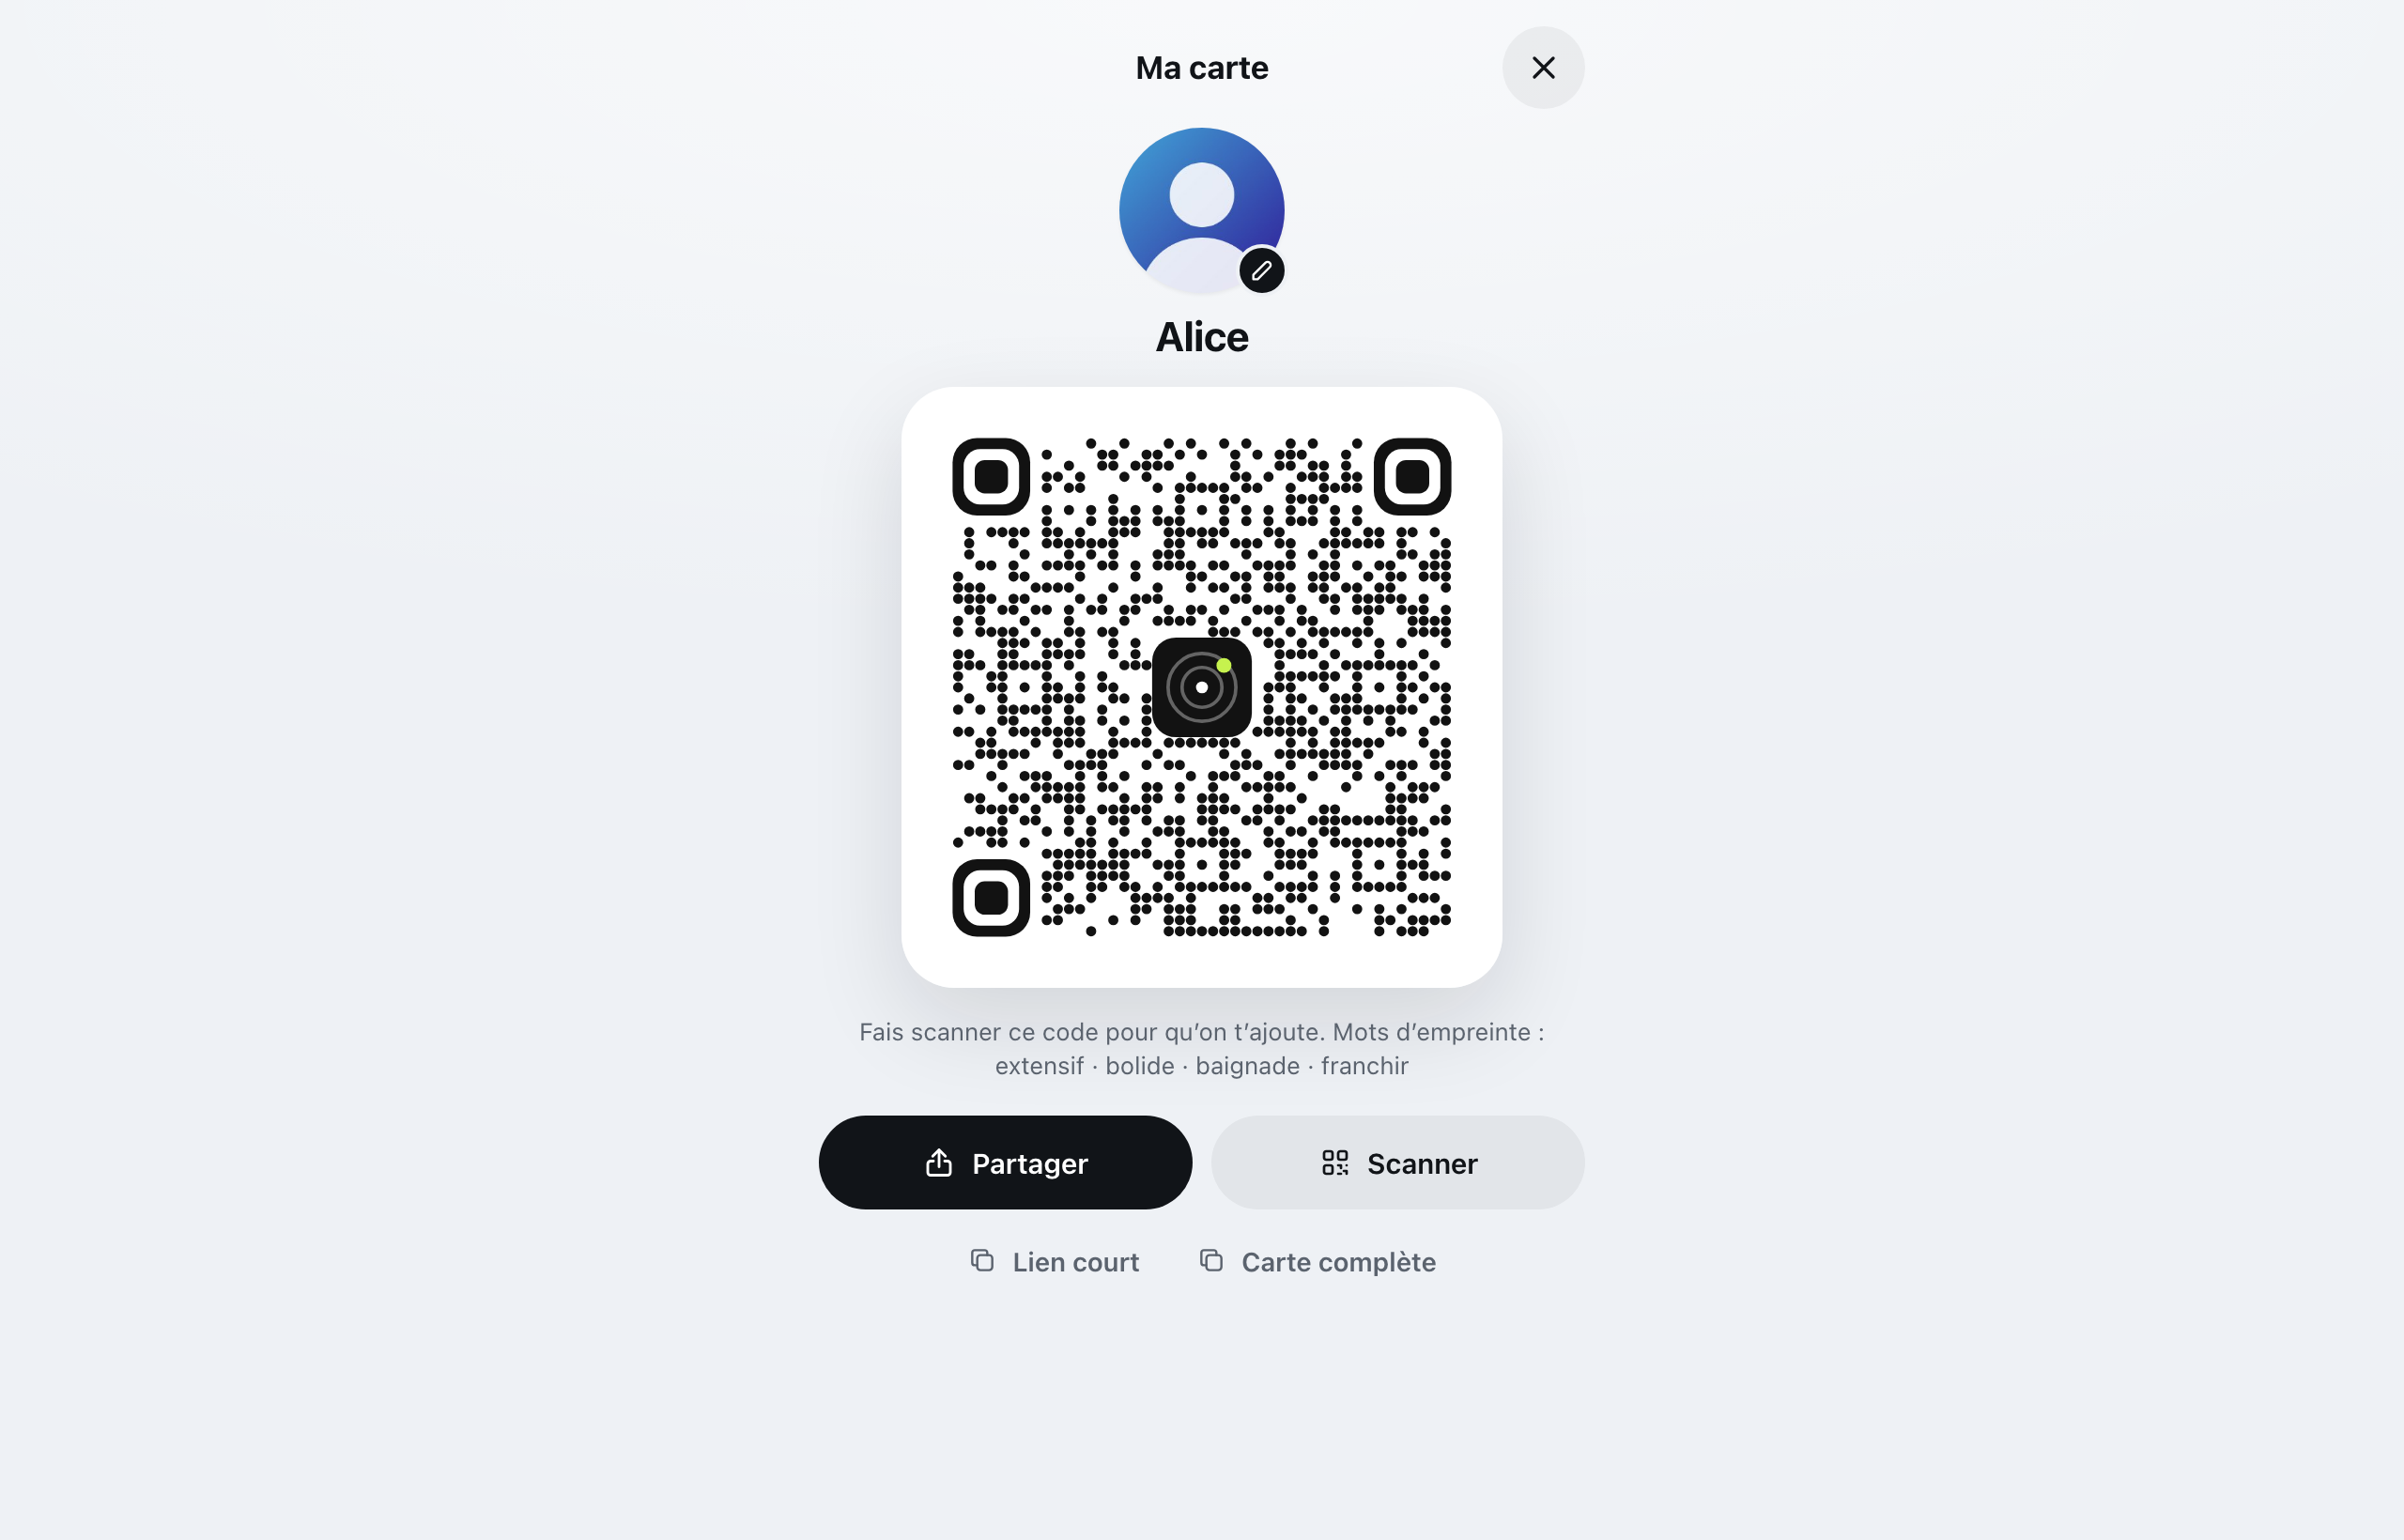 Ma carte
Alice
Fais scanner ce code pour qu’on t’ajoute. Mots d’empreinte :
extensif · bolide · baignade · franchir
Partager
Scanner
Lien court
Carte complète